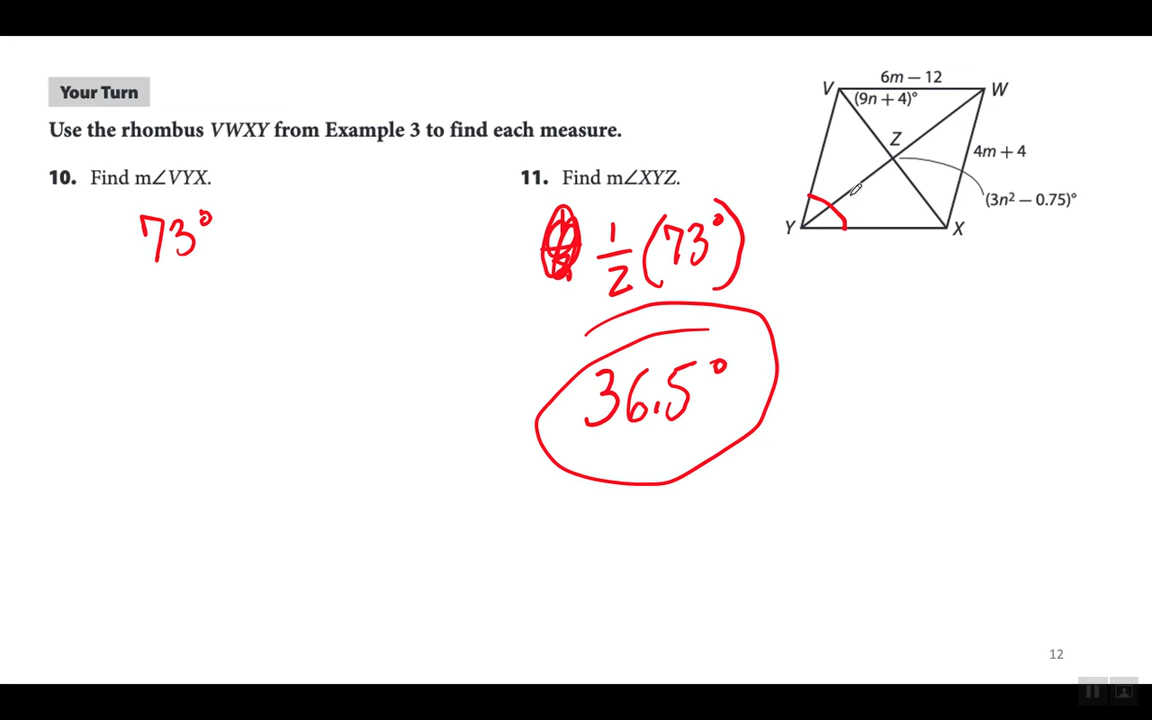 Your Turn
Use the rhombus VWXY from Example 3 to find each measure.
10. Find m∠VYX.
73°
11. Find m∠XYZ.
1/2 (73°)
36.5°
V
6m − 12
W
(9n + 4)°
Z
4m + 4
(3n² − 0.75)°
Y
X
12